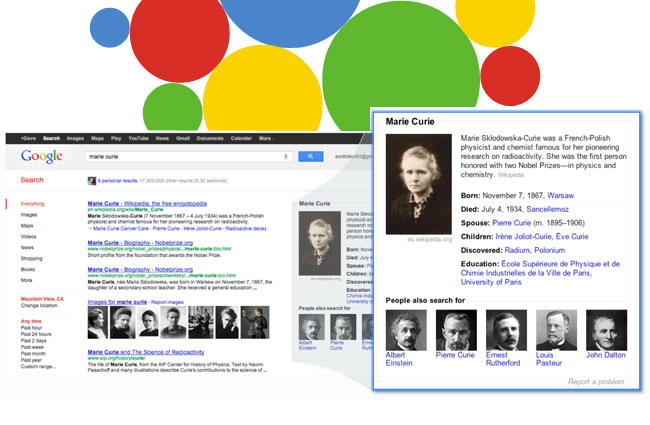 +Dave Search Images Maps Play YouTube News Gmail Documents Calendar More
Google
marie curie
Search
8 personal results. 17,300,000 other results (0.32 seconds)
Everything
Images
Maps
Videos
News
Shopping
Books
More
Mountain View, CA
Change location
Any time
Past hour
Past 24 hours
Past 2 days
Past week
Past month
Past year
Custom range...
Marie Curie - Wikipedia, the free encyclopedia
en.wikipedia.org/wiki/Marie_Curie
Marie Skłodowska-Curie (7 November 1867 – 4 July 1934) was a French-Polish
physicist and chemist famous for her pioneering research on radioactivity.
→ Marie Curie Cancer Care - Pierre Curie - Irène Joliot-Curie - Radioactive decay
Marie Curie - Biography - Nobelprize.org
www.nobelprize.org/nobel_prizes/physics/.../marie-curie-bio.html
Short profile from the foundation that awards the Nobel Prize.
Marie Curie - Biography - Nobelprize.org
www.nobelprize.org/nobel_prizes/chemistry/.../marie-curie-bio.html
Marie Curie, née Maria Sklodowska, was born in Warsaw on November 7, 1867, the
daughter of a secondary-school teacher. She received a general education ...
Images for marie curie - Report images
Marie Curie and The Science of Radioactivity
www.aip.org/history/curie/
The life of Marie Curie, from the AIP Center for History of Physics. Text by Naomi
Pasachoff and many illustrations describe Curie's contributions to the science of ...
Marie Curie
People also search for
Albert
Einstein
Pierre Curie
Ernest
Rutherford
Marie Curie
Marie Skłodowska-Curie was a French-Polish
physicist and chemist famous for her pioneering
research on radioactivity. She was the first person
honored with two Nobel Prizes—in physics and
chemistry. Wikipedia
es.wikipedia.org
Born: November 7, 1867, Warsaw
Died: July 4, 1934, Sancellemoz
Spouse: Pierre Curie (m. 1895–1906)
Children: Irène Joliot-Curie, Eve Curie
Discovered: Radium, Polonium
Education: École Supérieure de Physique et de
Chimie Industrielles de la Ville de Paris,
University of Paris
People also search for
Albert
Einstein
Pierre Curie
Ernest
Rutherford
Louis
Pasteur
John Dalton
Report a problem